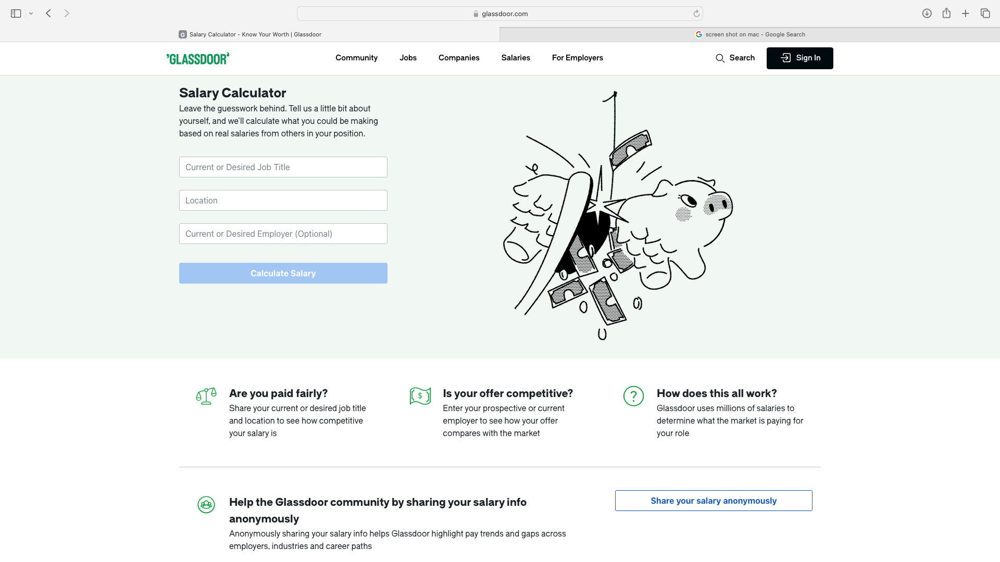 glassdoor.com
G Salary Calculator - Know Your Worth | Glassdoor
G screen shot on mac - Google Search
GLASSDOOR
Community
Jobs
Companies
Salaries
For Employers
Search
Sign In
Salary Calculator
Leave the guesswork behind. Tell us a little bit about
yourself, and we'll calculate what you could be making
based on real salaries from others in your position.
Current or Desired Job Title
Location
Current or Desired Employer (Optional)
Calculate Salary
Are you paid fairly?
Share your current or desired job title
and location to see how competitive
your salary is
$
Is your offer competitive?
Enter your prospective or current
employer to see how your offer
compares with the market
?
How does this all work?
Glassdoor uses millions of salaries to
determine what the market is paying for
your role
Help the Glassdoor community by sharing your salary info
anonymously
Anonymously sharing your salary info helps Glassdoor highlight pay trends and gaps across
employers, industries and career paths
Share your salary anonymously